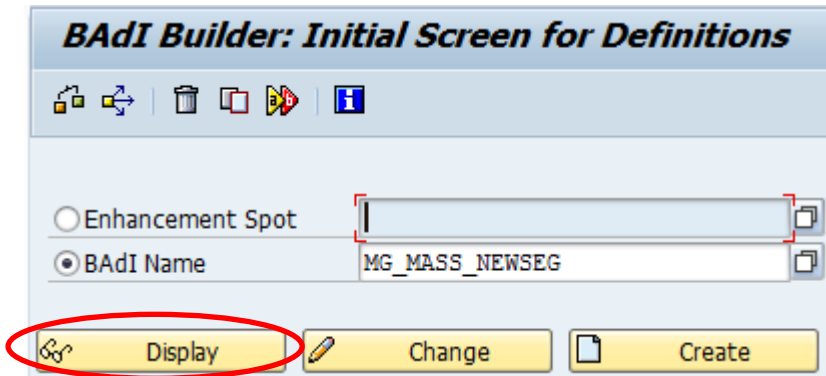 BAdI Builder: Initial Screen for Definitions
Enhancement Spot
BAdI Name MG_MASS_NEWSEG
Display Change Create